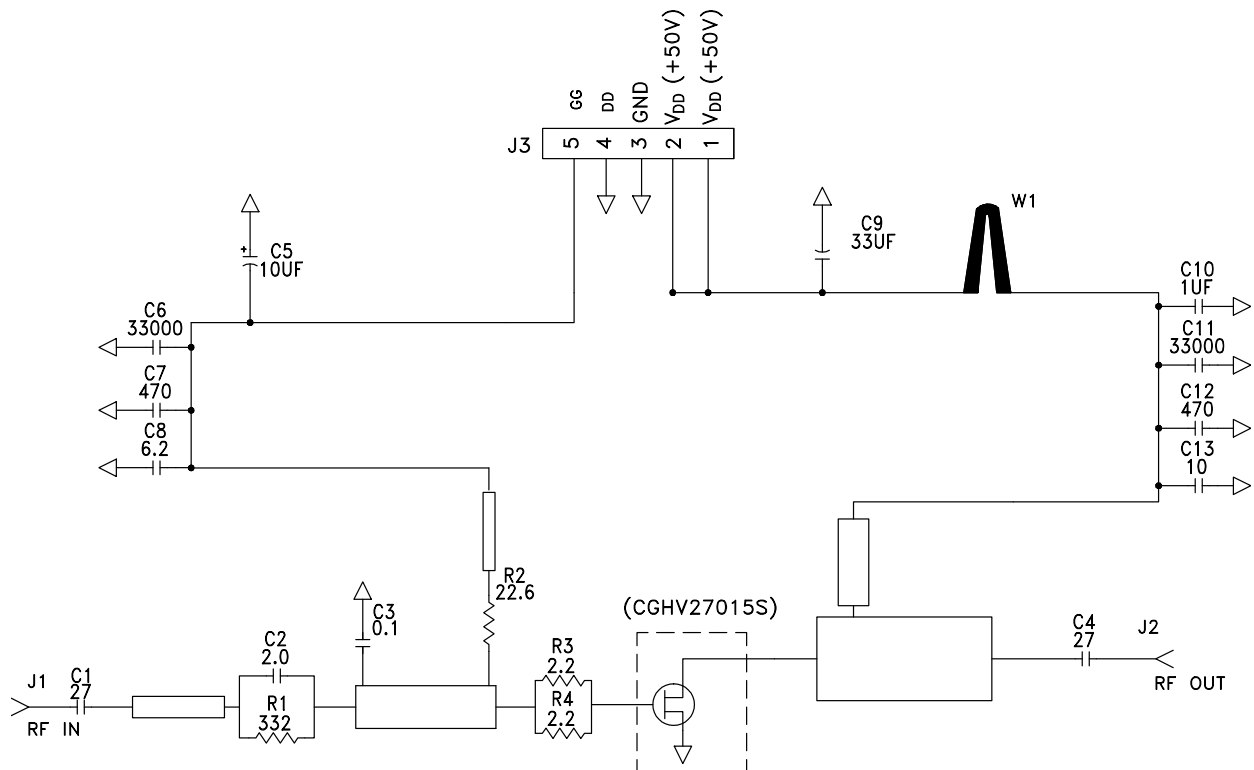 GG
DD
GND
VDD (+50V)
VDD (+50V)
J3
5
4
3
2
1
W1
C5
10UF
C9
33UF
C6
33000
C7
470
C8
6.2
C10
1UF
C11
33000
C12
470
C13
10
R2
22.6
C3
0.1
(CGHV27015S)
C2
2.0
R1
332
R3
2.2
R4
2.2
J1
C1
27
RF IN
C4
27
J2
RF OUT